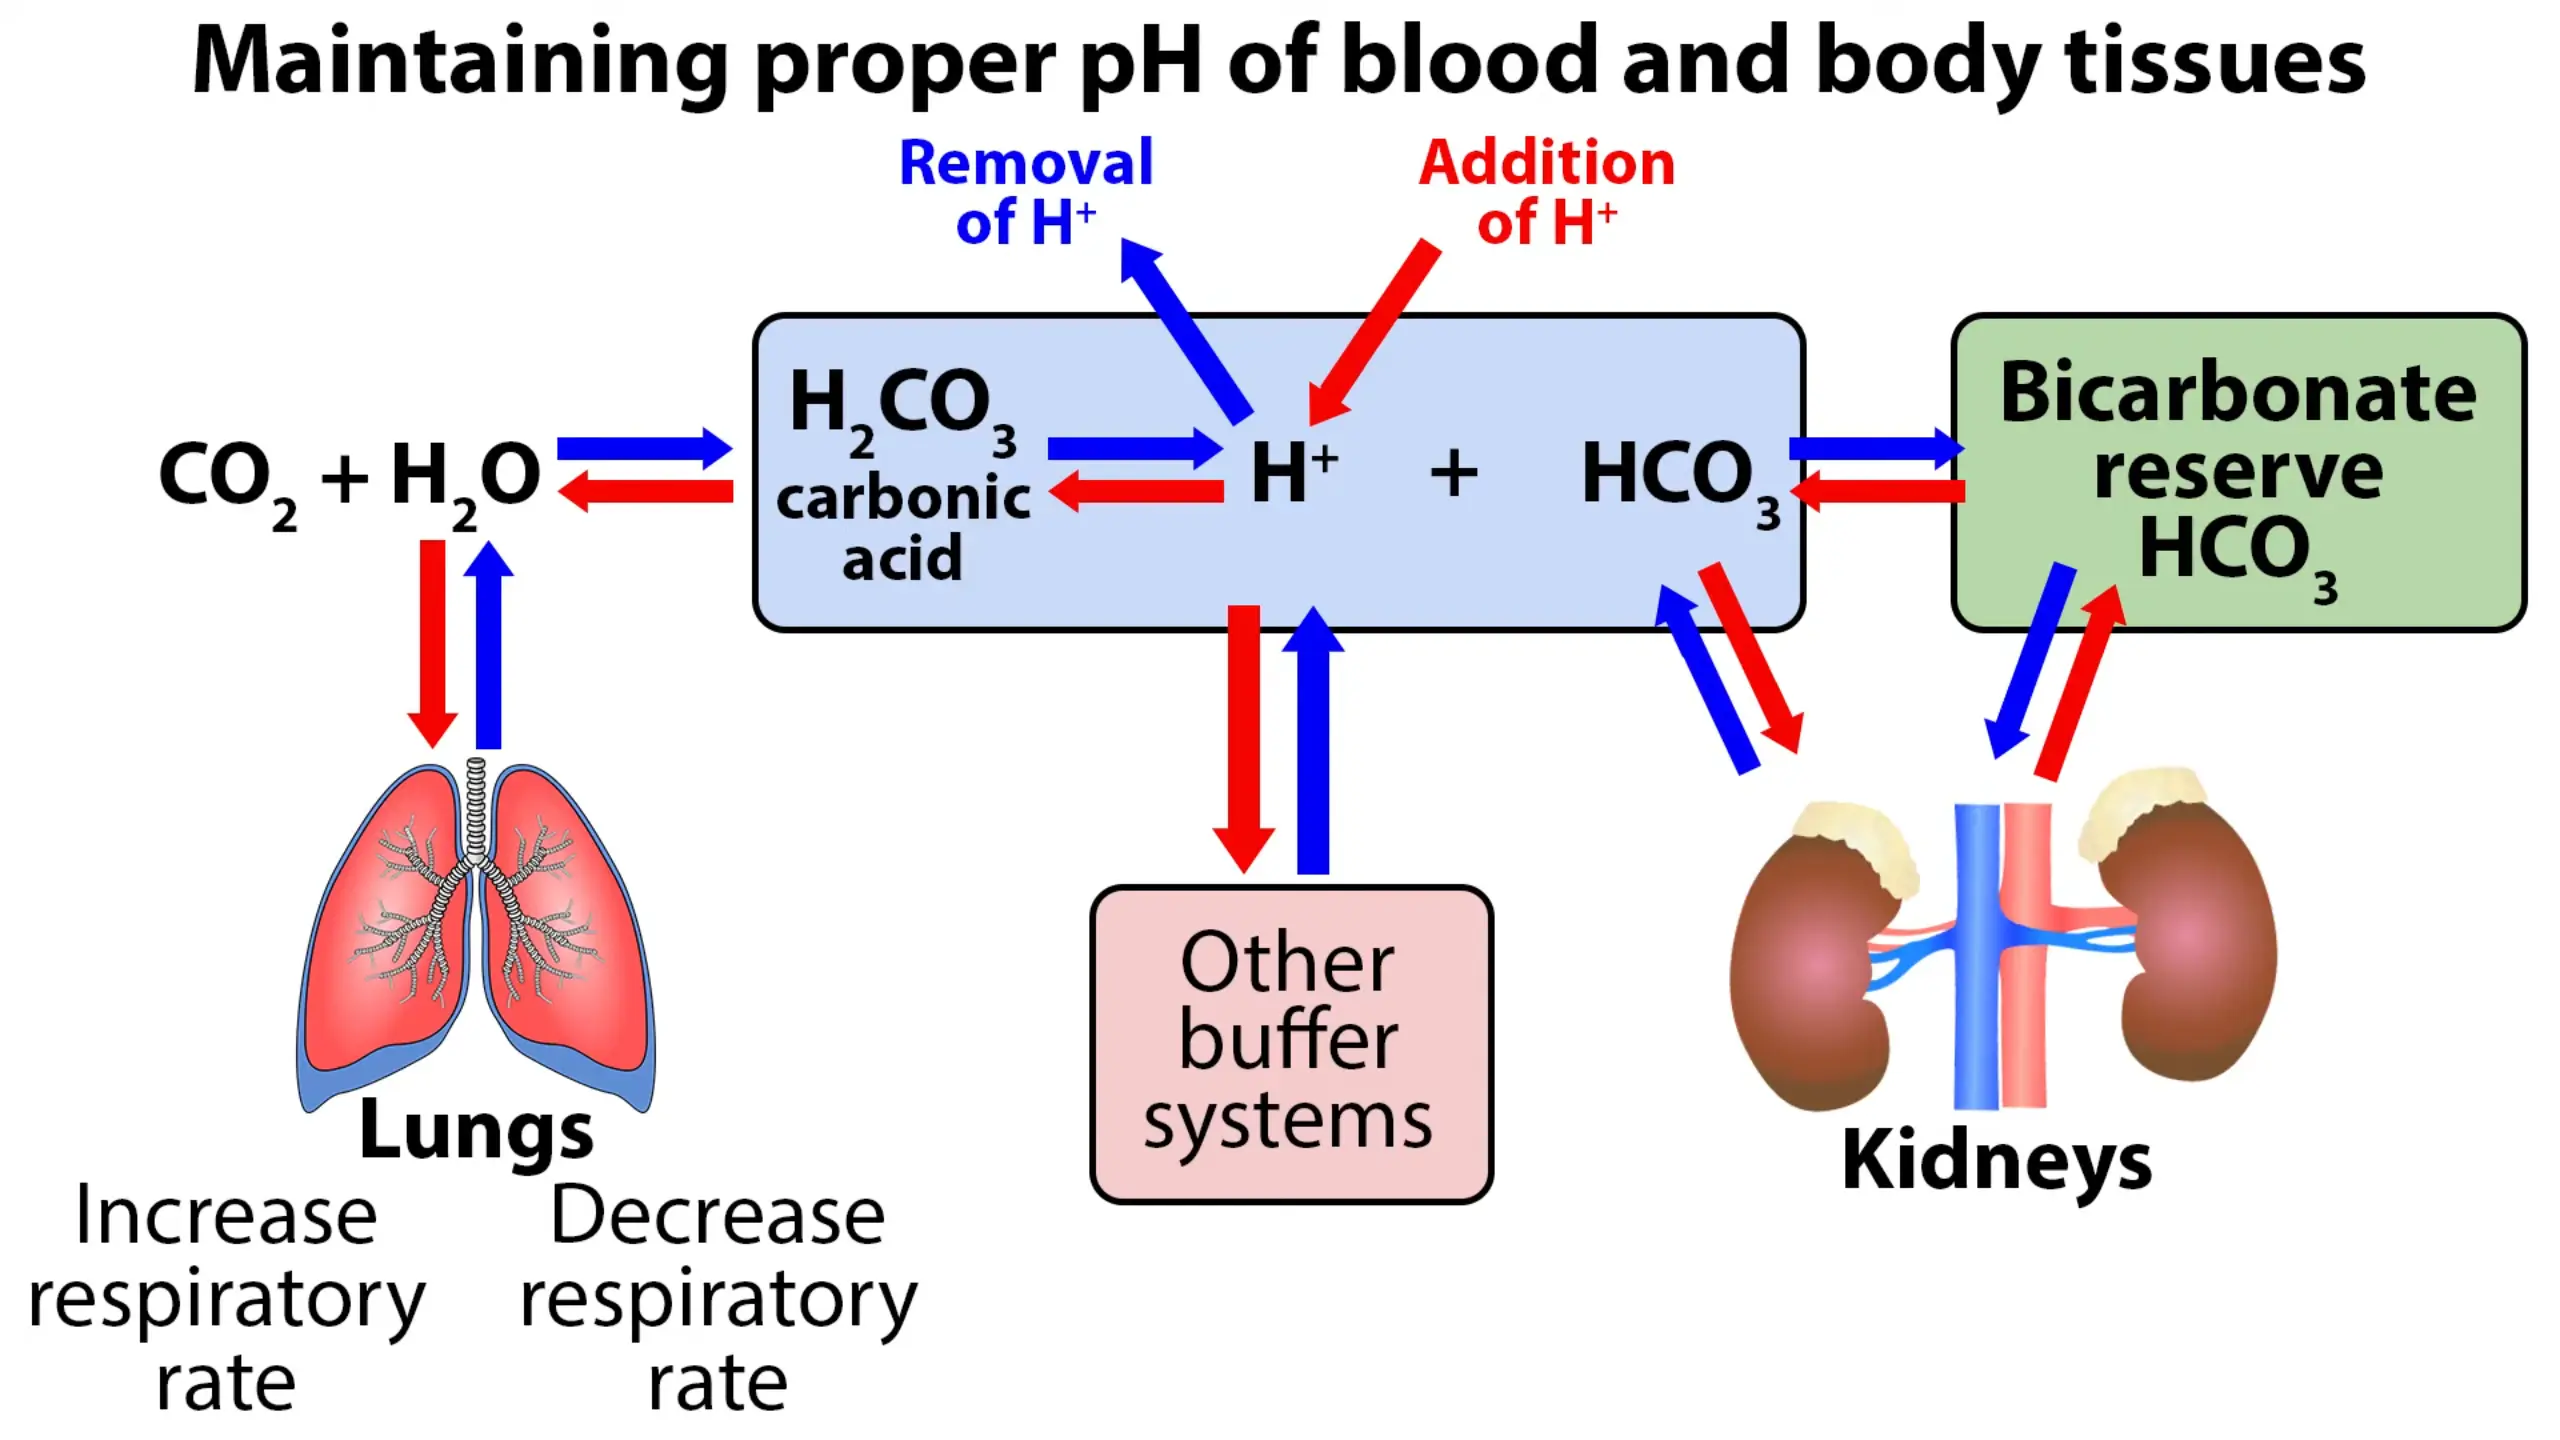 Maintaining proper pH of blood and body tissues
Removal
of H⁺
Addition
of H⁺
CO₂ + H₂O
H₂CO₃
carbonic
acid
H⁺ + HCO₃
Bicarbonate
reserve
HCO₃
Other
buffer
systems
Lungs
Increase
respiratory
rate
Decrease
respiratory
rate
Kidneys